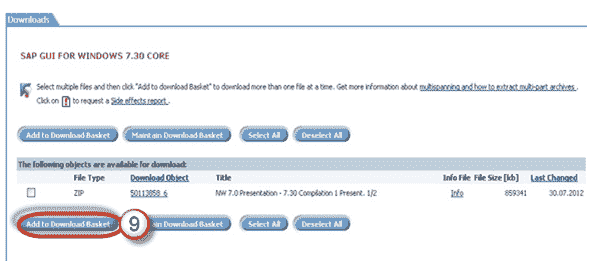 Downloads
SAP GUI FOR WINDOWS 7.30 CORE
Select multiple files and then click "Add to download Basket" to download more than one file at a time. Get more information about multispanning and how to extract multi-part archives .
Click on ! to request a Side effects report .
Add to Download Basket Maintain Download Basket Select All Deselect All
The following objects are available for download:
File Type Download Object Title Info File File Size [kb] Last Changed
ZIP 50113058_6 NW 7.0 Presentation - 7.30 Compilation 1 Present. 1/2 Info 859341 30.07.2012
Add to Download Basket 9 in Download Basket Select All Deselect All